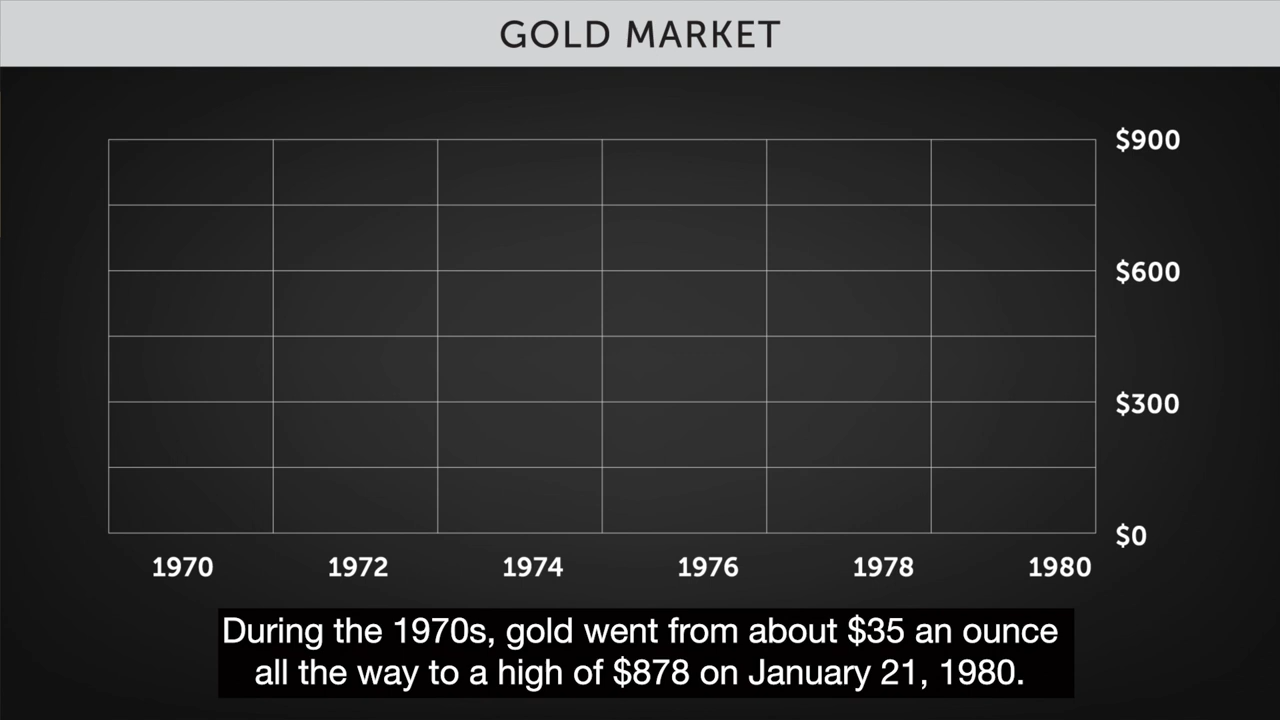 GOLD MARKET
$900
$600
$300
$0
1970 1972 1974 1976 1978 1980
During the 1970s, gold went from about $35 an ounce
all the way to a high of $878 on January 21, 1980.